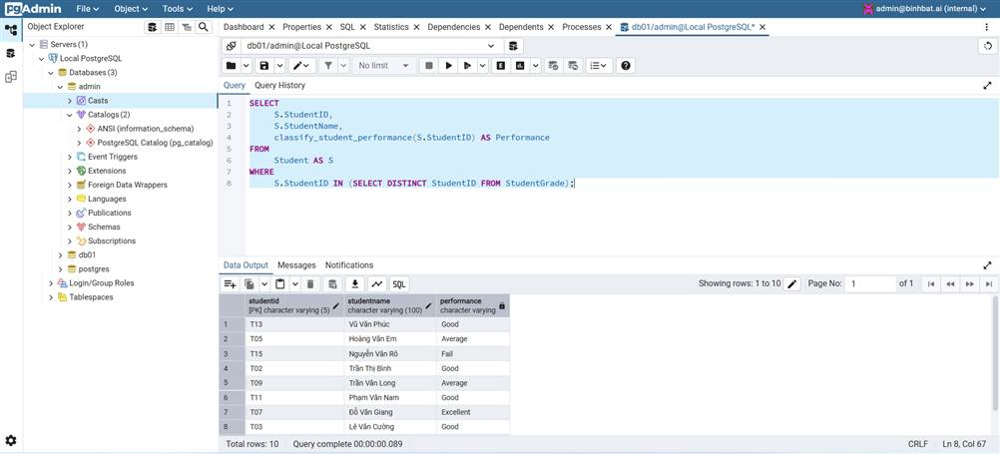 PgAdmin File Object Tools Help admin@binhbat.ai (internal)
Object Explorer
Dashboard Properties SQL Statistics Dependencies Dependents Processes db01/admin@Local PostgreSQL*
Servers (1)
Local PostgreSQL
Databases (3)
admin
Casts
Catalogs (2)
ANSI (information_schema)
PostgreSQL Catalog (pg_catalog)
Event Triggers
Extensions
Foreign Data Wrappers
Languages
Publications
Schemas
Subscriptions
db01
postgres
Login/Group Roles
Tablespaces
db01/admin@Local PostgreSQL
No limit
Query Query History
1 SELECT
2 S.StudentID,
3 S.StudentName,
4 classify_student_performance(S.StudentID) AS Performance
5 FROM
6 Student AS S
7 WHERE
8 S.StudentID IN (SELECT DISTINCT StudentID FROM StudentGrade);
Data Output Messages Notifications
SQL Showing rows: 1 to 10 Page No: 1 of 1
studentid studentname performance
[PK] character varying (5) character varying (100) character varying
1 T13 Vũ Văn Phúc Good
2 T05 Hoàng Văn Em Average
3 T15 Nguyễn Văn Rô Fail
4 T02 Trần Thị Bình Good
5 T09 Trần Văn Long Average
6 T11 Phạm Văn Nam Good
7 T07 Đỗ Văn Giang Excellent
8 T03 Lê Văn Cường Good
Total rows: 10 Query complete 00:00:00.089 CRLF Ln 8, Col 67